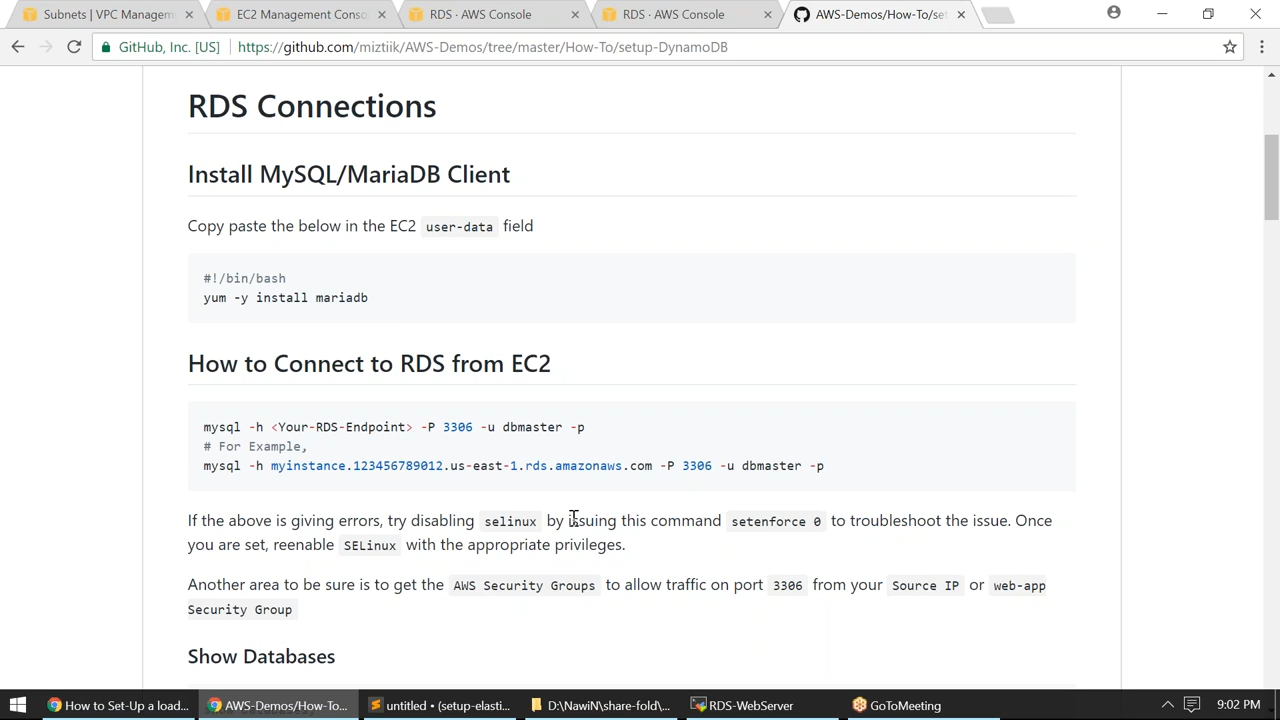 Subnets | VPC Managem
EC2 Management Conso
RDS · AWS Console
RDS · AWS Console
AWS-Demos/How-To/set
GitHub, Inc. [US]
https://github.com/miztiik/AWS-Demos/tree/master/How-To/setup-DynamoDB
RDS Connections
Install MySQL/MariaDB Client
Copy paste the below in the EC2 user-data field
#!/bin/bash
yum -y install mariadb
How to Connect to RDS from EC2
mysql -h <Your-RDS-Endpoint> -P 3306 -u dbmaster -p
# For Example,
mysql -h myinstance.123456789012.us-east-1.rds.amazonaws.com -P 3306 -u dbmaster -p
If the above is giving errors, try disabling selinux by issuing this command setenforce 0 to troubleshoot the issue. Once
you are set, reenable SELinux with the appropriate privileges.
Another area to be sure is to get the AWS Security Groups to allow traffic on port 3306 from your Source IP or web-app
Security Group
Show Databases
How to Set-Up a load...
AWS-Demos/How-To...
untitled • (setup-elasti...
D:\NawiN\share-fold\...
RDS-WebServer
GoToMeeting
9:02 PM